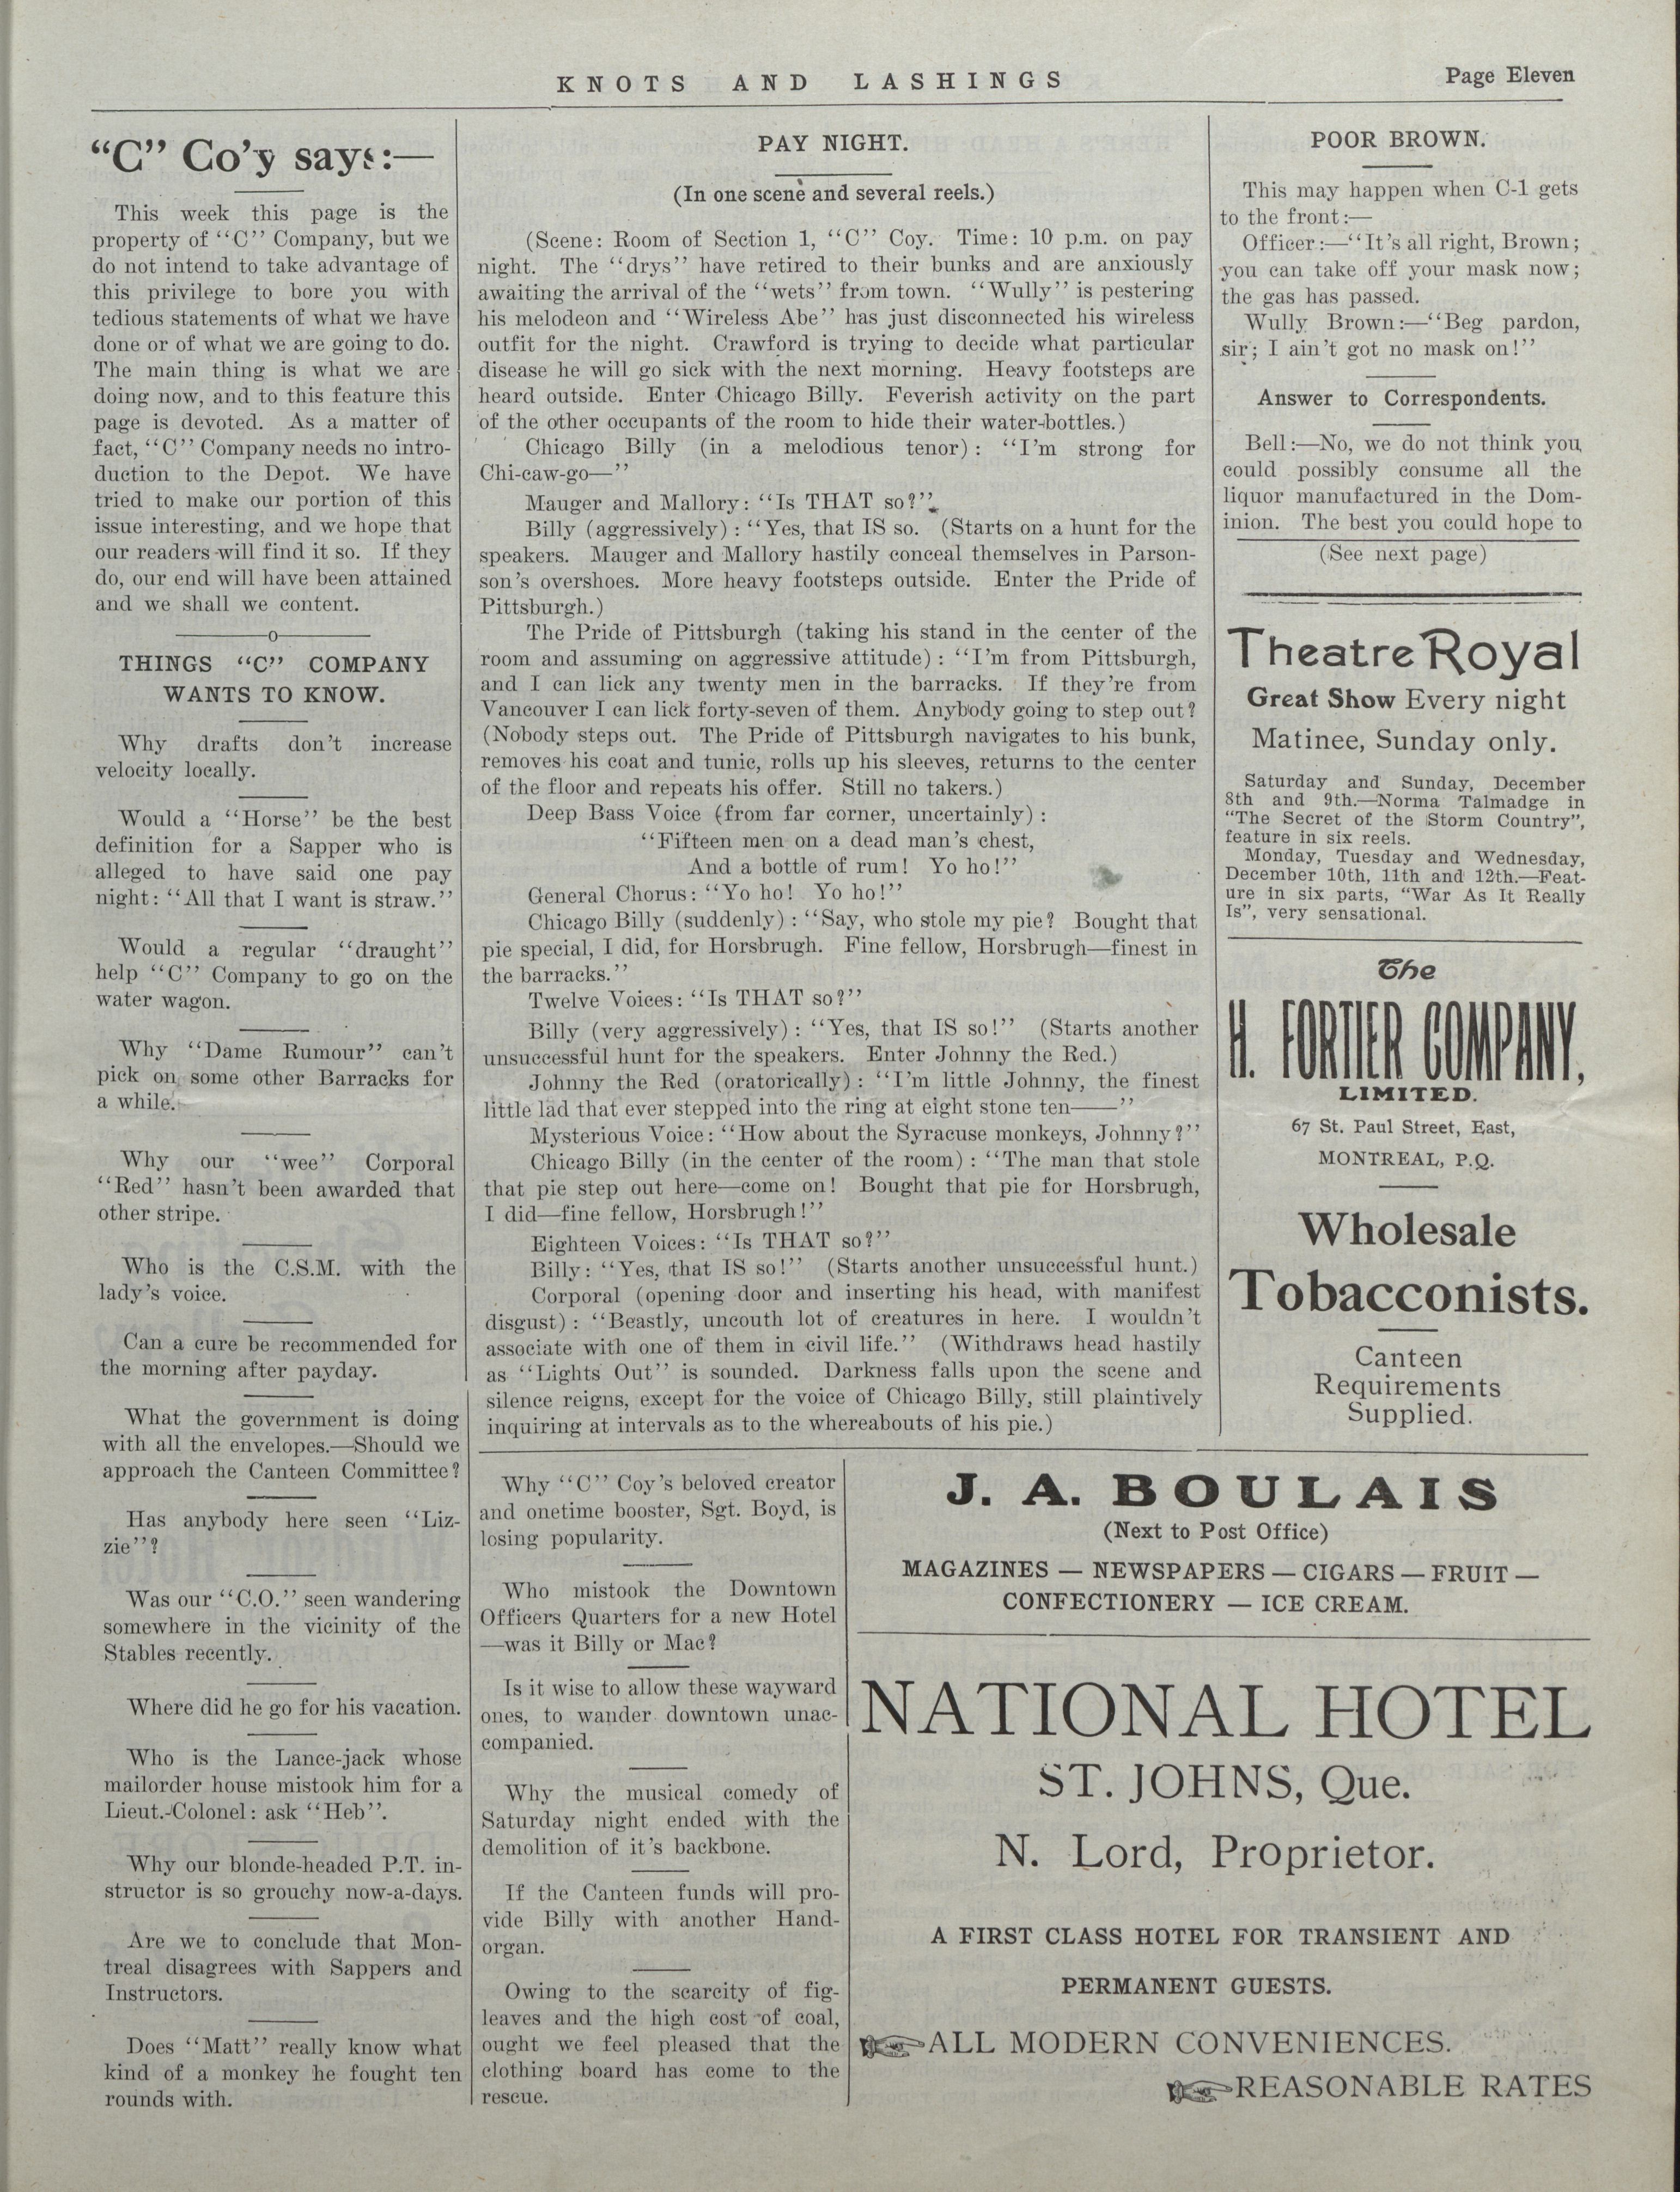 KNOTS AND LASHINGS
Page Eleven
“C” Co’y says:—
This week this page is the
property of “C” Company, but we
do not intend to take advantage of
this privilege to bore you with
tedious statements of what we have
done or of what we are going to do.
The main thing is what we are
doing now, and to this feature this
page is devoted. As a matter of
fact, “C” Company needs no intro-
duction to the Depot. We have
tried to make our portion of this
issue interesting, and we hope that
our readers will find it so. If they
do, our end will have been attained
and we shall we content.
o
THINGS “C” COMPANY
WANTS TO KNOW.
Why drafts don’t increase
velocity locally.
Would a “Horse” be the best
definition for a Sapper who is
alleged to have said one pay
night: “All that I want is straw.”
Would a regular “draught”
help “C” Company to go on the
water wagon.
Why “Dame Rumour” can’t
pick on some other Barracks for
a while.
Why our “wee” Corporal
“Red” hasn’t been awarded that
other stripe.
Who is the C.S.M. with the
lady’s voice.
Can a cure be recommended for
the morning after payday.
What the government is doing
with all the envelopes.—Should we
approach the Canteen Committee?
Has anybody here seen “Liz-
zie”?
Was our “C.O.” seen wandering
somewhere in the vicinity of the
Stables recently.
Where did he go for his vacation.
Who is the Lance-jack whose
mailorder house mistook him for a
Lieut.-Colonel: ask “Heb”.
Why our blonde-headed P.T. in-
structor is so grouchy now-a-days.
Are we to conclude that Mon-
treal disagrees with Sappers and
Instructors.
Does “Matt” really know what
kind of a monkey he fought ten
rounds with.
PAY NIGHT.
(In one scene and several reels.)
(Scene: Room of Section 1, “C” Coy. Time: 10 p.m. on pay
night. The “drys” have retired to their bunks and are anxiously
awaiting the arrival of the “wets” from town. “Wully” is pestering
his melodeon and “Wireless Abe” has just disconnected his wireless
outfit for the night. Crawford is trying to decide what particular
disease he will go sick with the next morning. Heavy footsteps are
heard outside. Enter Chicago Billy. Feverish activity on the part
of the other occupants of the room to hide their water-bottles.)
Chicago Billy (in a melodious tenor): “I’m strong for
Chi-caw-go—”
Mauger and Mallory: “Is THAT so?”
Billy (aggressively): “Yes, that IS so. (Starts on a hunt for the
speakers. Mauger and Mallory hastily conceal themselves in Parson-
son’s overshoes. More heavy footsteps outside. Enter the Pride of
Pittsburgh.)
The Pride of Pittsburgh (taking his stand in the center of the
room and assuming on aggressive attitude): “I’m from Pittsburgh,
and I can lick any twenty men in the barracks. If they’re from
Vancouver I can lick forty-seven of them. Anybody going to step out?
(Nobody steps out. The Pride of Pittsburgh navigates to his bunk,
removes his coat and tunic, rolls up his sleeves, returns to the center
of the floor and repeats his offer. Still no takers.)
Deep Bass Voice (from far corner, uncertainly):
“Fifteen men on a dead man’s chest,
And a bottle of rum! Yo ho!”
General Chorus: “Yo ho! Yo ho!”
Chicago Billy (suddenly): “Say, who stole my pie? Bought that
pie special, I did, for Horsbrugh. Fine fellow, Horsbrugh—finest in
the barracks.”
Twelve Voices: “Is THAT so?”
Billy (very aggressively): “Yes, that IS so!” (Starts another
unsuccessful hunt for the speakers. Enter Johnny the Red.)
Johnny the Red (oratorically): “I’m little Johnny, the finest
little lad that ever stepped into the ring at eight stone ten——”
Mysterious Voice: “How about the Syracuse monkeys, Johnny?”
Chicago Billy (in the center of the room): “The man that stole
that pie step out here—come on! Bought that pie for Horsbrugh,
I did—fine fellow, Horsbrugh!”
Eighteen Voices: “Is THAT so?”
Billy: “Yes, that IS so!” (Starts another unsuccessful hunt.)
Corporal (opening door and inserting his head, with manifest
disgust): “Beastly, uncouth lot of creatures in here. I wouldn’t
associate with one of them in civil life.” (Withdraws head hastily
as “Lights Out” is sounded. Darkness falls upon the scene and
silence reigns, except for the voice of Chicago Billy, still plaintively
inquiring at intervals as to the whereabouts of his pie.)
Why “C” Coy’s beloved creator
and onetime booster, Sgt. Boyd, is
losing popularity.
Who mistook the Downtown
Officers Quarters for a new Hotel
—was it Billy or Mac?
Is it wise to allow these wayward
ones, to wander downtown unac-
companied.
Why the musical comedy of
Saturday night ended with the
demolition of it’s backbone.
If the Canteen funds will pro-
vide Billy with another Hand-
organ.
Owing to the scarcity of fig-
leaves and the high cost of coal,
ought we feel pleased that the
clothing board has come to the
rescue.
POOR BROWN.
This may happen when C-1 gets
to the front:—
Officer:—“It’s all right, Brown;
you can take off your mask now;
the gas has passed.
Wully Brown:—“Beg pardon,
sir; I ain’t got no mask on!”
Answer to Correspondents.
Bell:—No, we do not think you
could possibly consume all the
liquor manufactured in the Dom-
inion. The best you could hope to
(See next page)
Theatre Royal
Great Show Every night
Matinee, Sunday only.
Saturday and Sunday, December
8th and 9th.—Norma Talmadge in
“The Secret of the Storm Country”,
feature in six reels.
Monday, Tuesday and Wednesday,
December 10th, 11th and 12th.—Feat-
ure in six parts, “War As It Really
Is”, very sensational.
The
H. FORTIER COMPANY,
LIMITED.
67 St. Paul Street, East,
MONTREAL, P.Q.
Wholesale
Tobacconists.
Canteen
Requirements
Supplied.
J. A. BOULAIS
(Next to Post Office)
MAGAZINES — NEWSPAPERS — CIGARS — FRUIT —
CONFECTIONERY — ICE CREAM.
NATIONAL HOTEL
ST. JOHNS, Que.
N. Lord, Proprietor.
A FIRST CLASS HOTEL FOR TRANSIENT AND
PERMANENT GUESTS.
ALL MODERN CONVENIENCES.
REASONABLE RATES